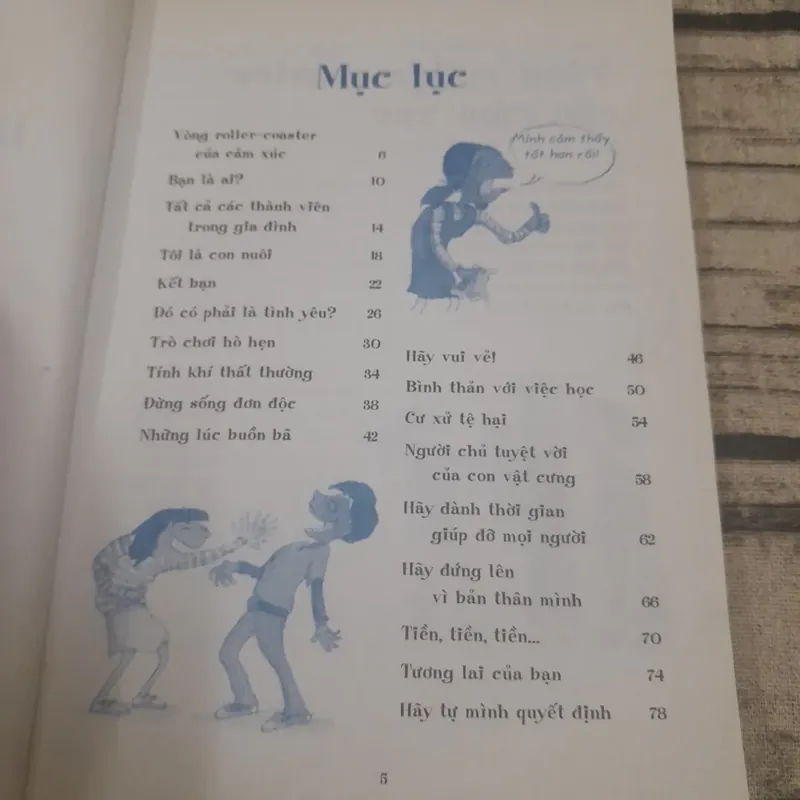 Mục lục
Vòng roller-coaster
của cảm xúc 6
Bạn là ai? 10
Tất cả các thành viên
trong gia đình 14
Tôi là con nuôi 18
Kết bạn 22
Đó có phải là tình yêu? 26
Trò chơi hò hẹn 30
Tính khí thất thường 34
Đừng sống đơn độc 38
Những lúc buồn bã 42
Mình cảm thấy
tốt hơn rồi!
Hãy vui vẻ! 46
Bình thản với việc học 50
Cư xử tệ hại 54
Người chủ tuyệt vời
của con vật cưng 58
Hãy dành thời gian
giúp đỡ mọi người 62
Hãy đứng lên
vì bản thân mình 66
Tiền, tiền, tiền... 70
Tương lai của bạn 74
Hãy tự mình quyết định 78
5